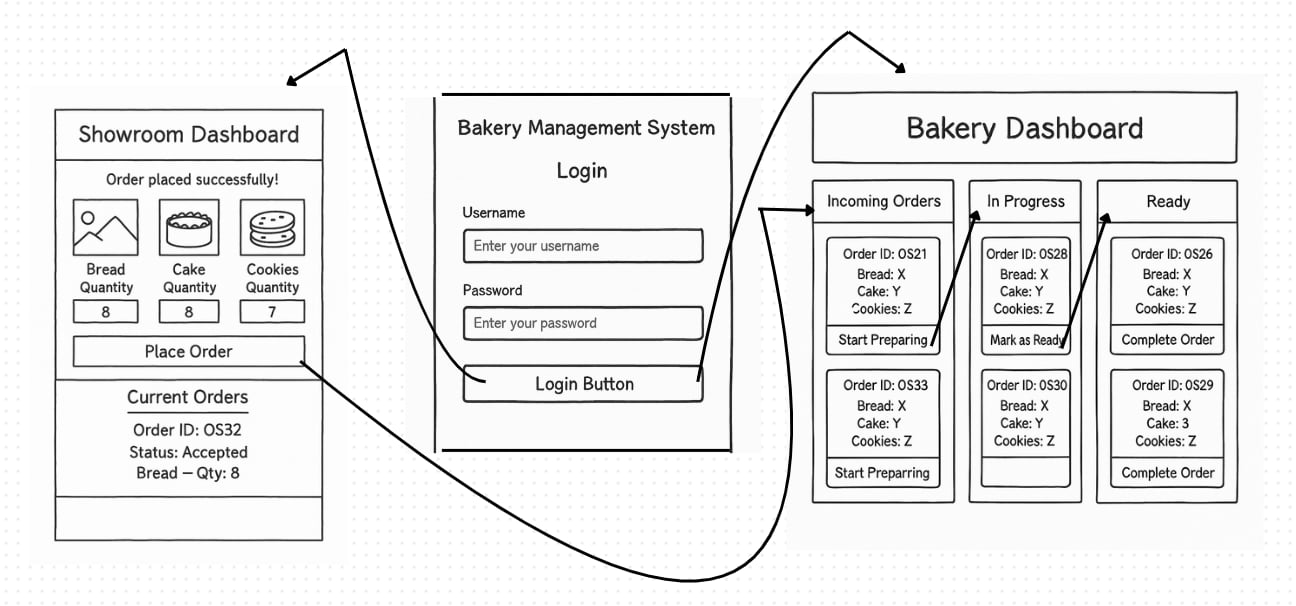 Showroom Dashboard
Order placed successfully!
Bread
Quantity
8
Cake
Quantity
8
Cookies
Quantity
7
Place Order
Current Orders
Order ID: OS32
Status: Accepted
Bread – Qty: 8
Bakery Management System
Login
Username
Enter your username
Password
Enter your password
Login Button
Bakery Dashboard
Incoming Orders
Order ID: OS21
Bread: X
Cake: Y
Cookies: Z
Start Preparing
Order ID: OS33
Bread: X
Cake: Y
Cookies: Z
Start Preparring
In Progress
Order ID: OS28
Bread: X
Cake: Y
Cookies: Z
Mark as Ready
Order ID: OS30
Bread: X
Cake: Y
Cookies: Z
Ready
Order ID: OS26
Bread: X
Cake: Y
Cookies: Z
Complete Order
Order ID: OS29
Bread: X
Cake: 3
Cookies: Z
Complete Order